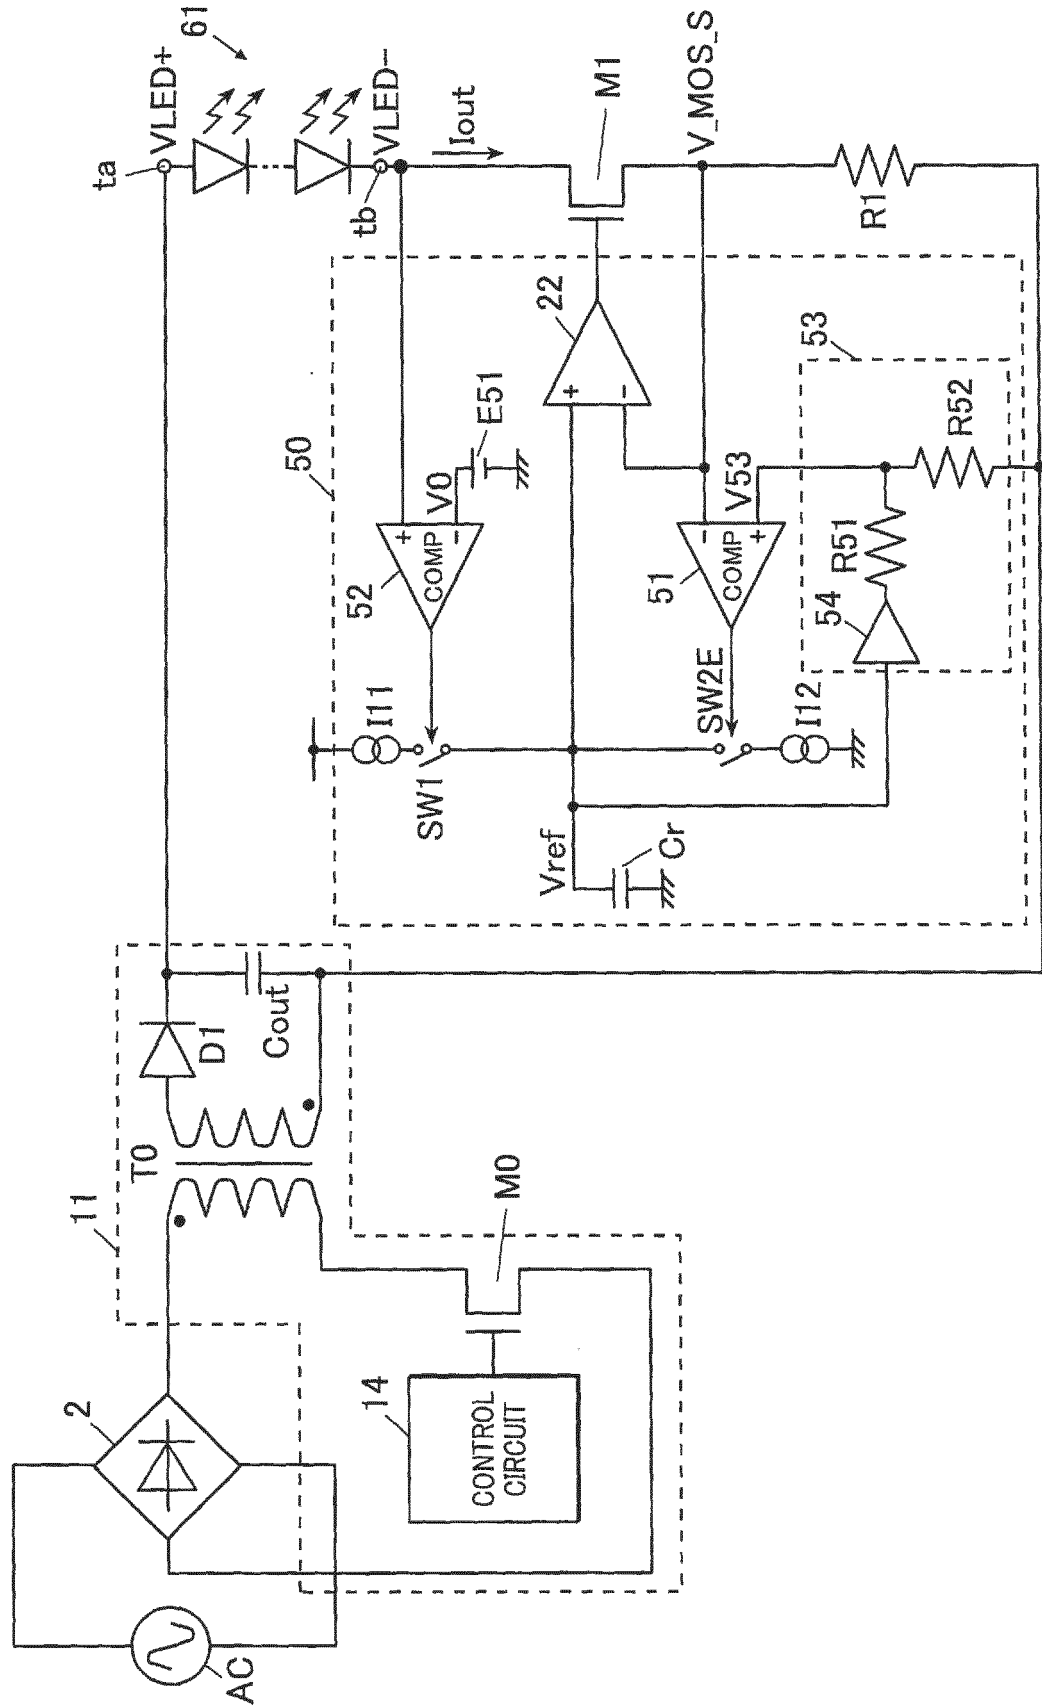 AC
2
11
T0
D1
Cout
14
CONTROL
CIRCUIT
M0
ta
VLED+
61
tb
VLED-
Iout
M1
V_MOS_S
R1
50
52
COMP
+
-
V0
E51
I11
SW1
22
+
-
51
COMP
-
+
V53
SW2E
I12
Vref
Cr
53
54
R51
R52